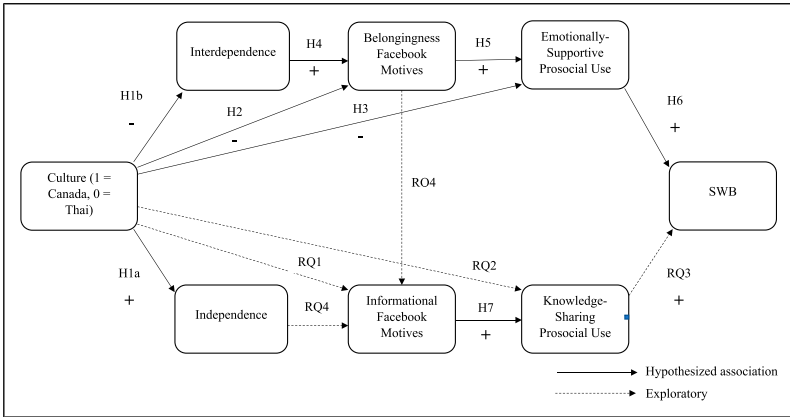 Interdependence
H4
+
Belongingness
Facebook
Motives
H5
+
Emotionally-
Supportive
Prosocial Use
H1b
-
H2
-
H3
-
H6
+
Culture (1 =
Canada, 0 =
Thai)
RO4
SWB
H1a
+
RQ1
RQ2
RQ3
+
Independence
RQ4
Informational
Facebook
Motives
H7
+
Knowledge-
Sharing
Prosocial Use
Hypothesized association
Exploratory